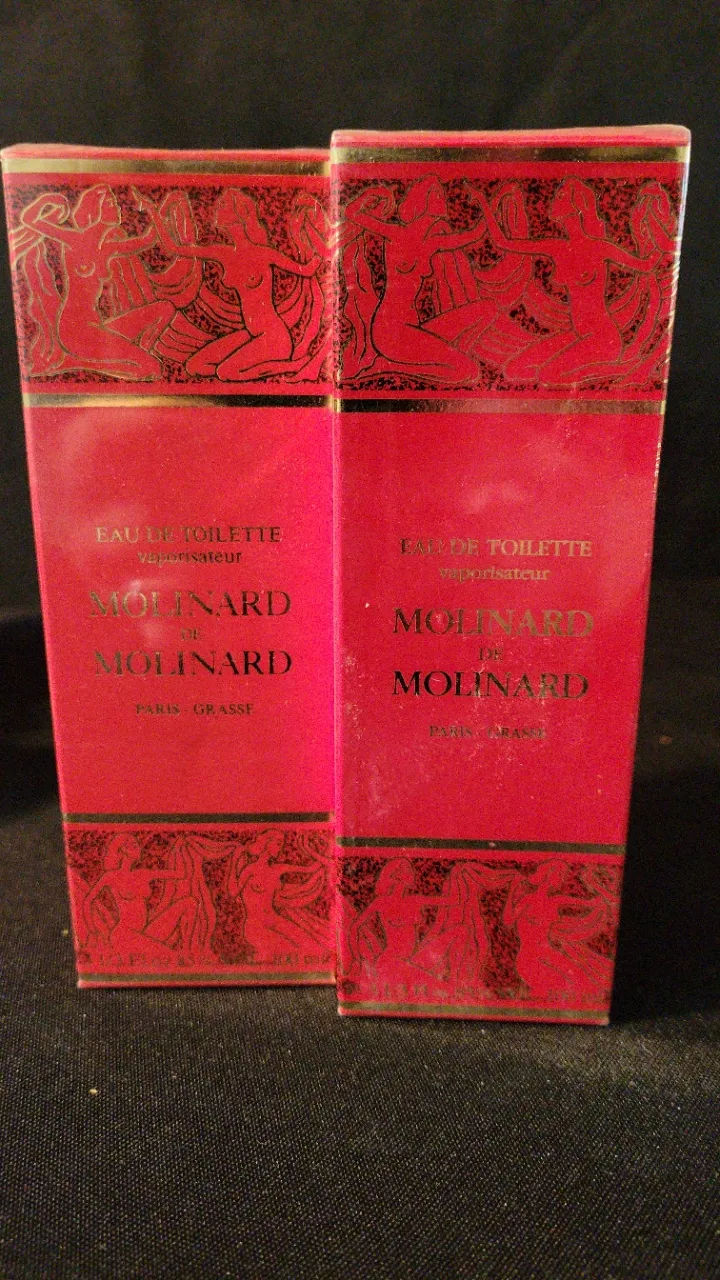 EAU DE TOILETTE
vaporisateur
MOLINARD
DE
MOLINARD
PARIS - GRASSE
EAU DE TOILETTE
vaporisateur
MOLINARD
DE
MOLINARD
PARIS - GRASSE